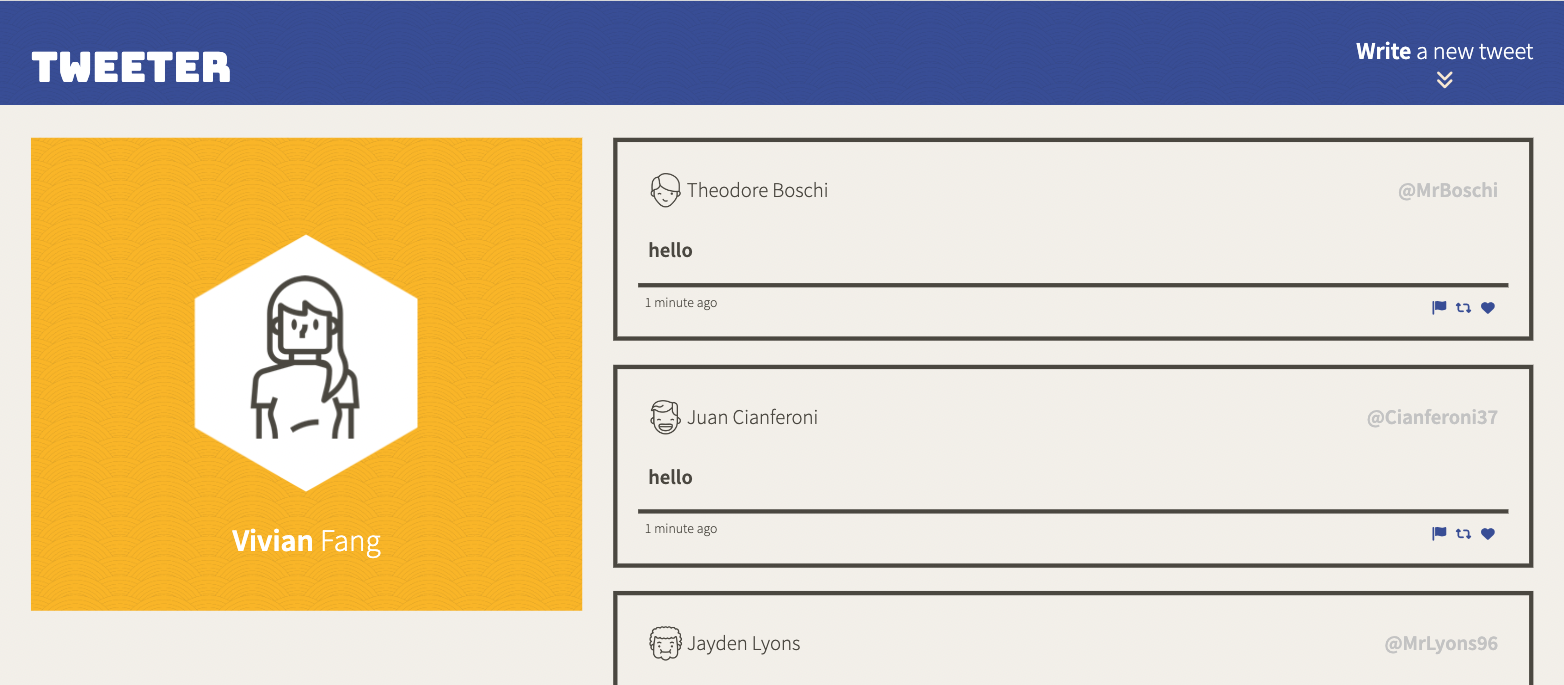 TWEETER
Write a new tweet
Vivian Fang
Theodore Boschi
@MrBoschi
hello
1 minute ago
Juan Cianferoni
@Cianferoni37
hello
1 minute ago
Jayden Lyons
@MrLyons96